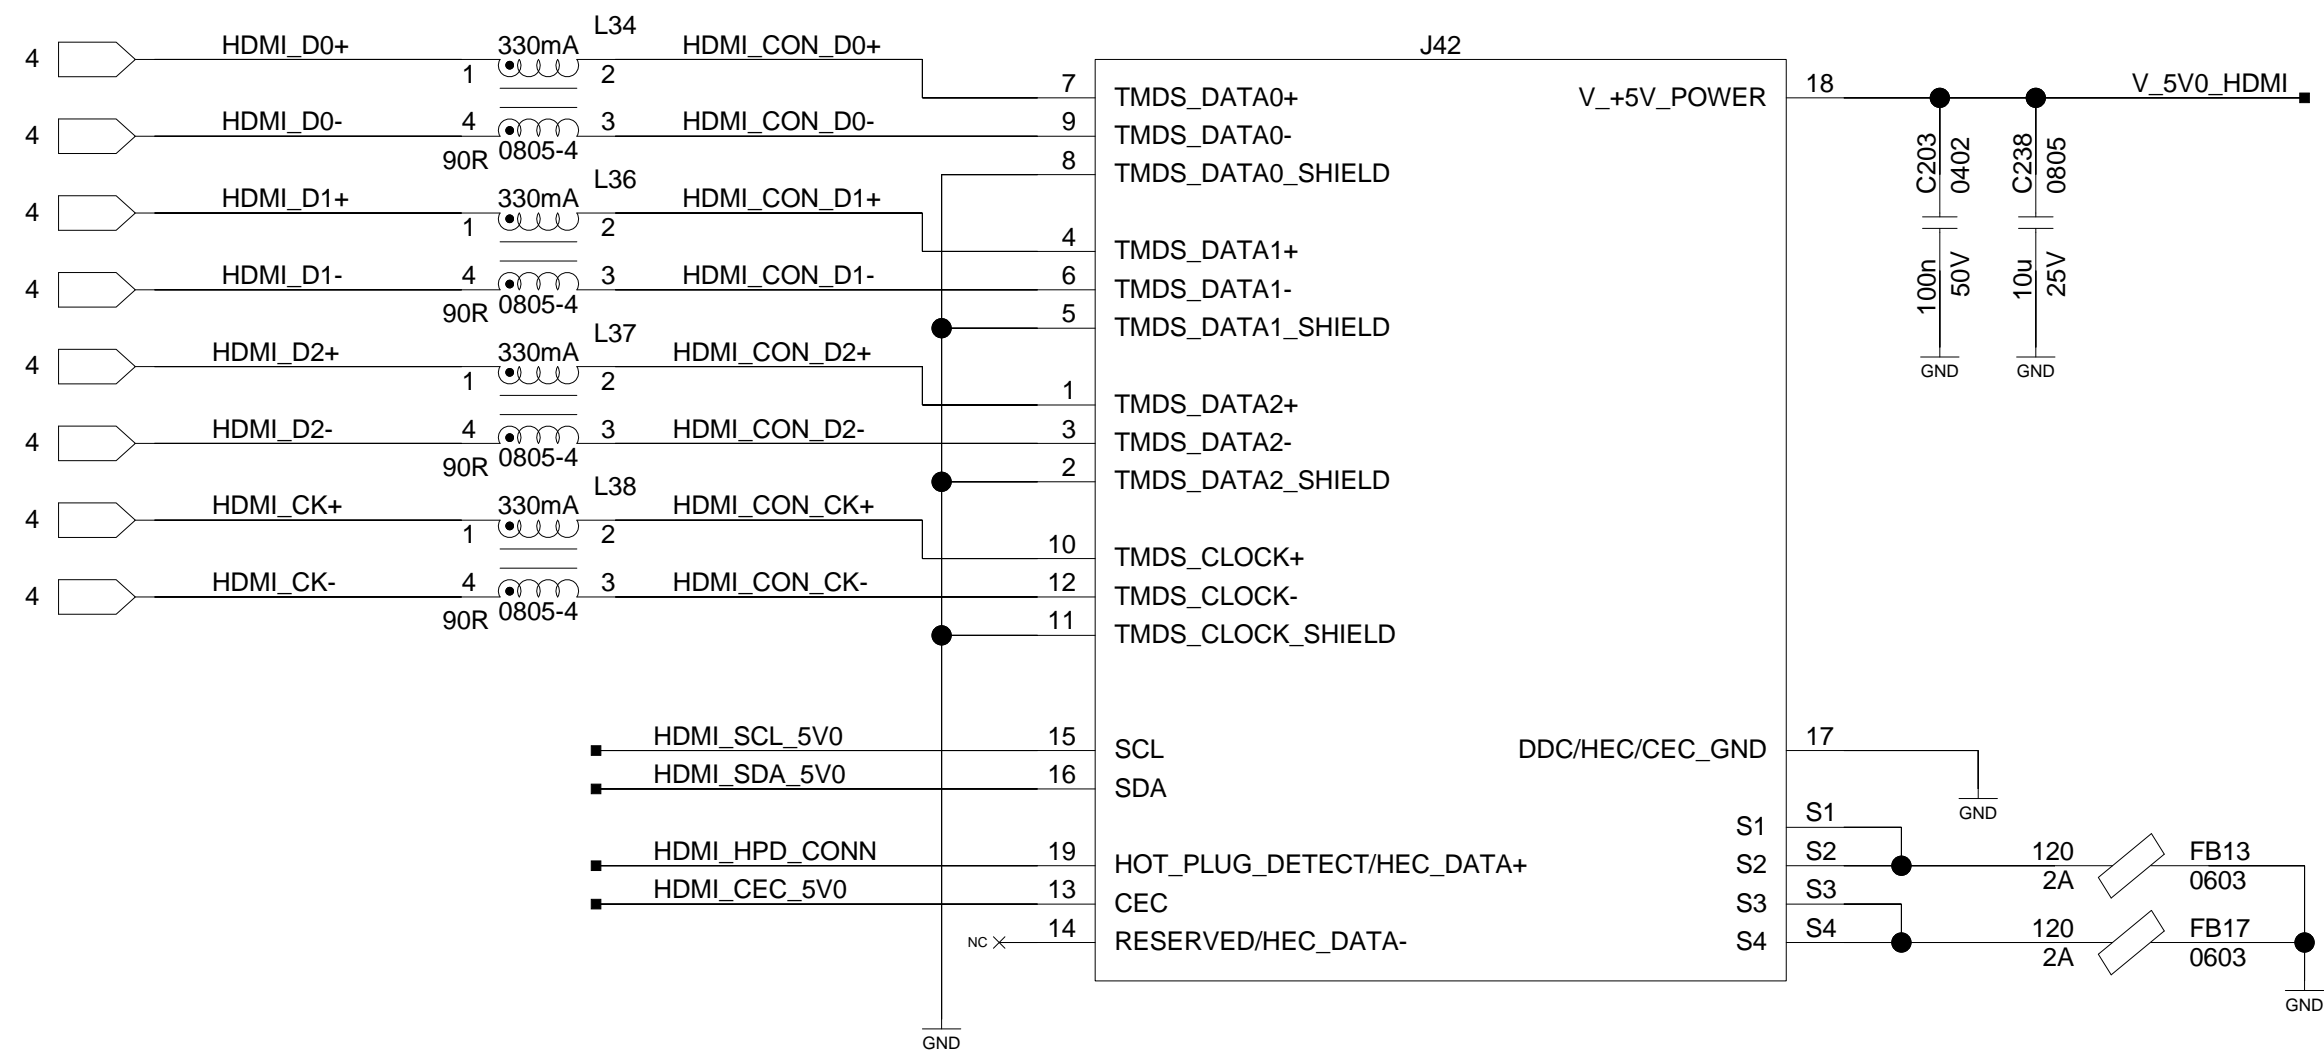 L34
J42
4 HDMI_D0+ 330mA HDMI_CON_D0+
1 2
7 TMDS_DATA0+
V_+5V_POWER 18 V_5V0_HDMI
4 HDMI_D0- 4 3 HDMI_CON_D0- 9 TMDS_DATA0-
90R 0805-4
8 TMDS_DATA0_SHIELD
C203 0402
100n 50V
GND
C238 0805
10u 25V
GND
L36
4 HDMI_D1+ 330mA HDMI_CON_D1+
1 2
4 TMDS_DATA1+
4 HDMI_D1- 4 3 HDMI_CON_D1- 6 TMDS_DATA1-
90R 0805-4
5 TMDS_DATA1_SHIELD
L37
4 HDMI_D2+ 330mA HDMI_CON_D2+
1 2
1 TMDS_DATA2+
4 HDMI_D2- 4 3 HDMI_CON_D2- 3 TMDS_DATA2-
90R 0805-4
2 TMDS_DATA2_SHIELD
L38
4 HDMI_CK+ 330mA HDMI_CON_CK+
1 2
10 TMDS_CLOCK+
4 HDMI_CK- 4 3 HDMI_CON_CK- 12 TMDS_CLOCK-
90R 0805-4
11 TMDS_CLOCK_SHIELD
HDMI_SCL_5V0 15 SCL
DDC/HEC/CEC_GND 17
GND
HDMI_SDA_5V0 16 SDA
S1 S1
HDMI_HPD_CONN 19 HOT_PLUG_DETECT/HEC_DATA+
S2 S2 120 FB13
2A 0603
HDMI_CEC_5V0 13 CEC
S3 S3
NC 14 RESERVED/HEC_DATA-
S4 S4 120 FB17
2A 0603
GND
GND